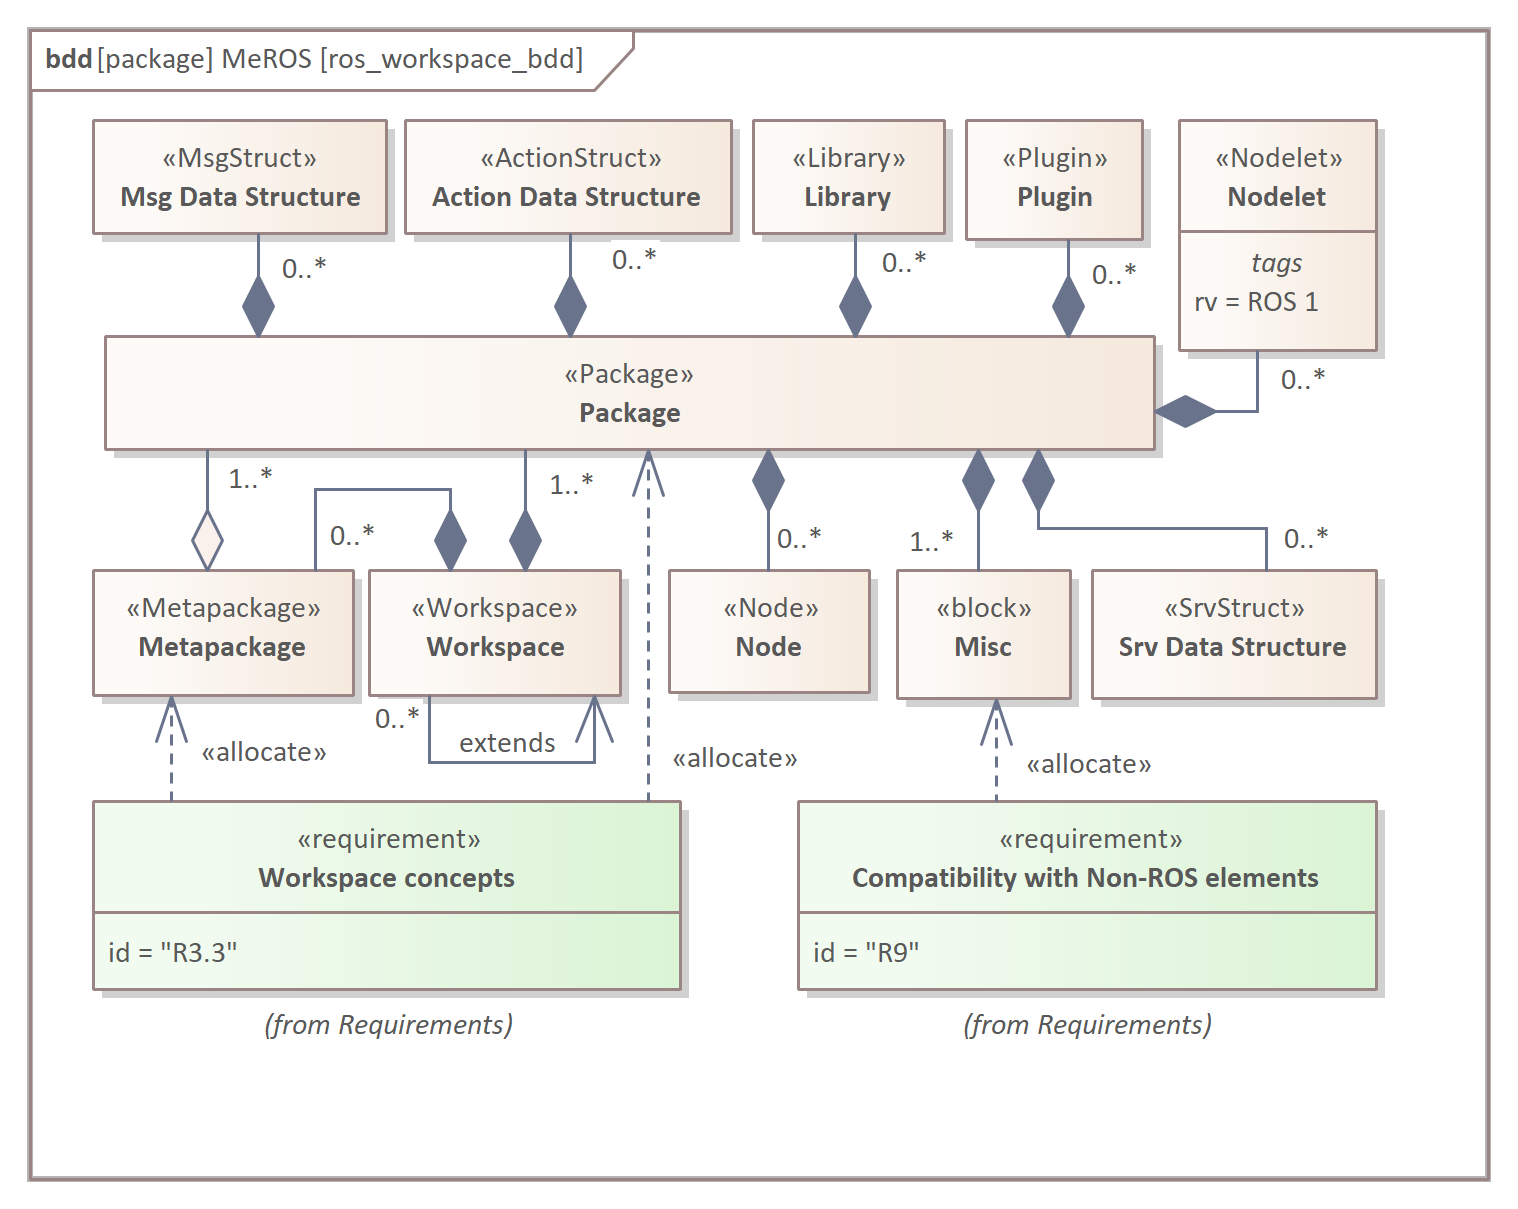 bdd [package] MeROS [ros_workspace_bdd]
«MsgStruct»
Msg Data Structure
«ActionStruct»
Action Data Structure
«Library»
Library
«Plugin»
Plugin
«Nodelet»
Nodelet
tags
rv = ROS 1
0..*
0..*
0..*
0..*
0..*
«Package»
Package
1..*
0..*
1..*
0..*
1..*
0..*
«Metapackage»
Metapackage
«Workspace»
Workspace
«Node»
Node
«block»
Misc
«SrvStruct»
Srv Data Structure
0..*
extends
«allocate»
«allocate»
«allocate»
«requirement»
Workspace concepts
id = "R3.3"
(from Requirements)
«requirement»
Compatibility with Non-ROS elements
id = "R9"
(from Requirements)